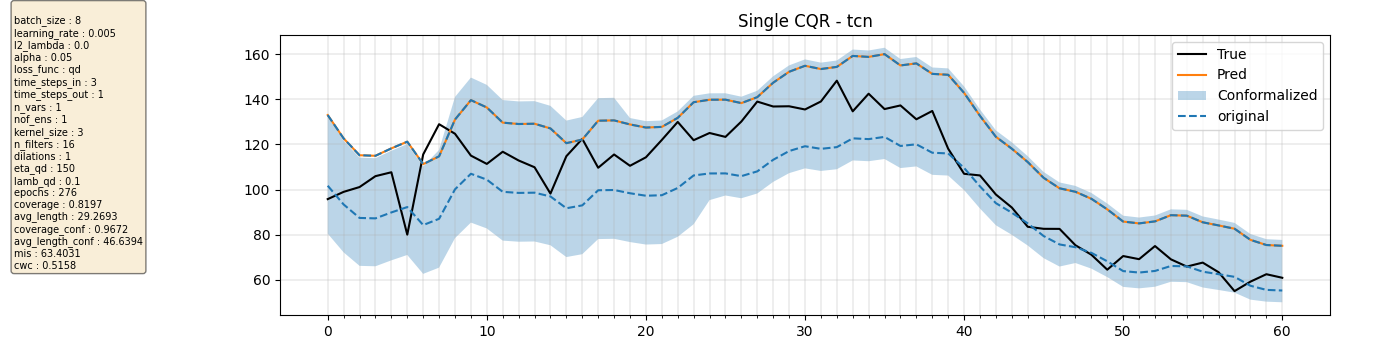 batch_size : 8
learning_rate : 0.005
l2_lambda : 0.0
alpha : 0.05
loss_func : qd
time_steps_in : 3
time_steps_out : 1
n_vars : 1
nof_ens : 1
kernel_size : 3
n_filters : 16
dilations : 1
eta_qd : 150
lamb_qd : 0.1
epochs : 276
coverage : 0.8197
avg_length : 29.2693
coverage_conf : 0.9672
avg_length_conf : 46.6394
mis : 63.4031
cwc : 0.5158
Single CQR - tcn
160
140
120
100
80
60
True
Pred
Conformalized
original
0 10 20 30 40 50 60